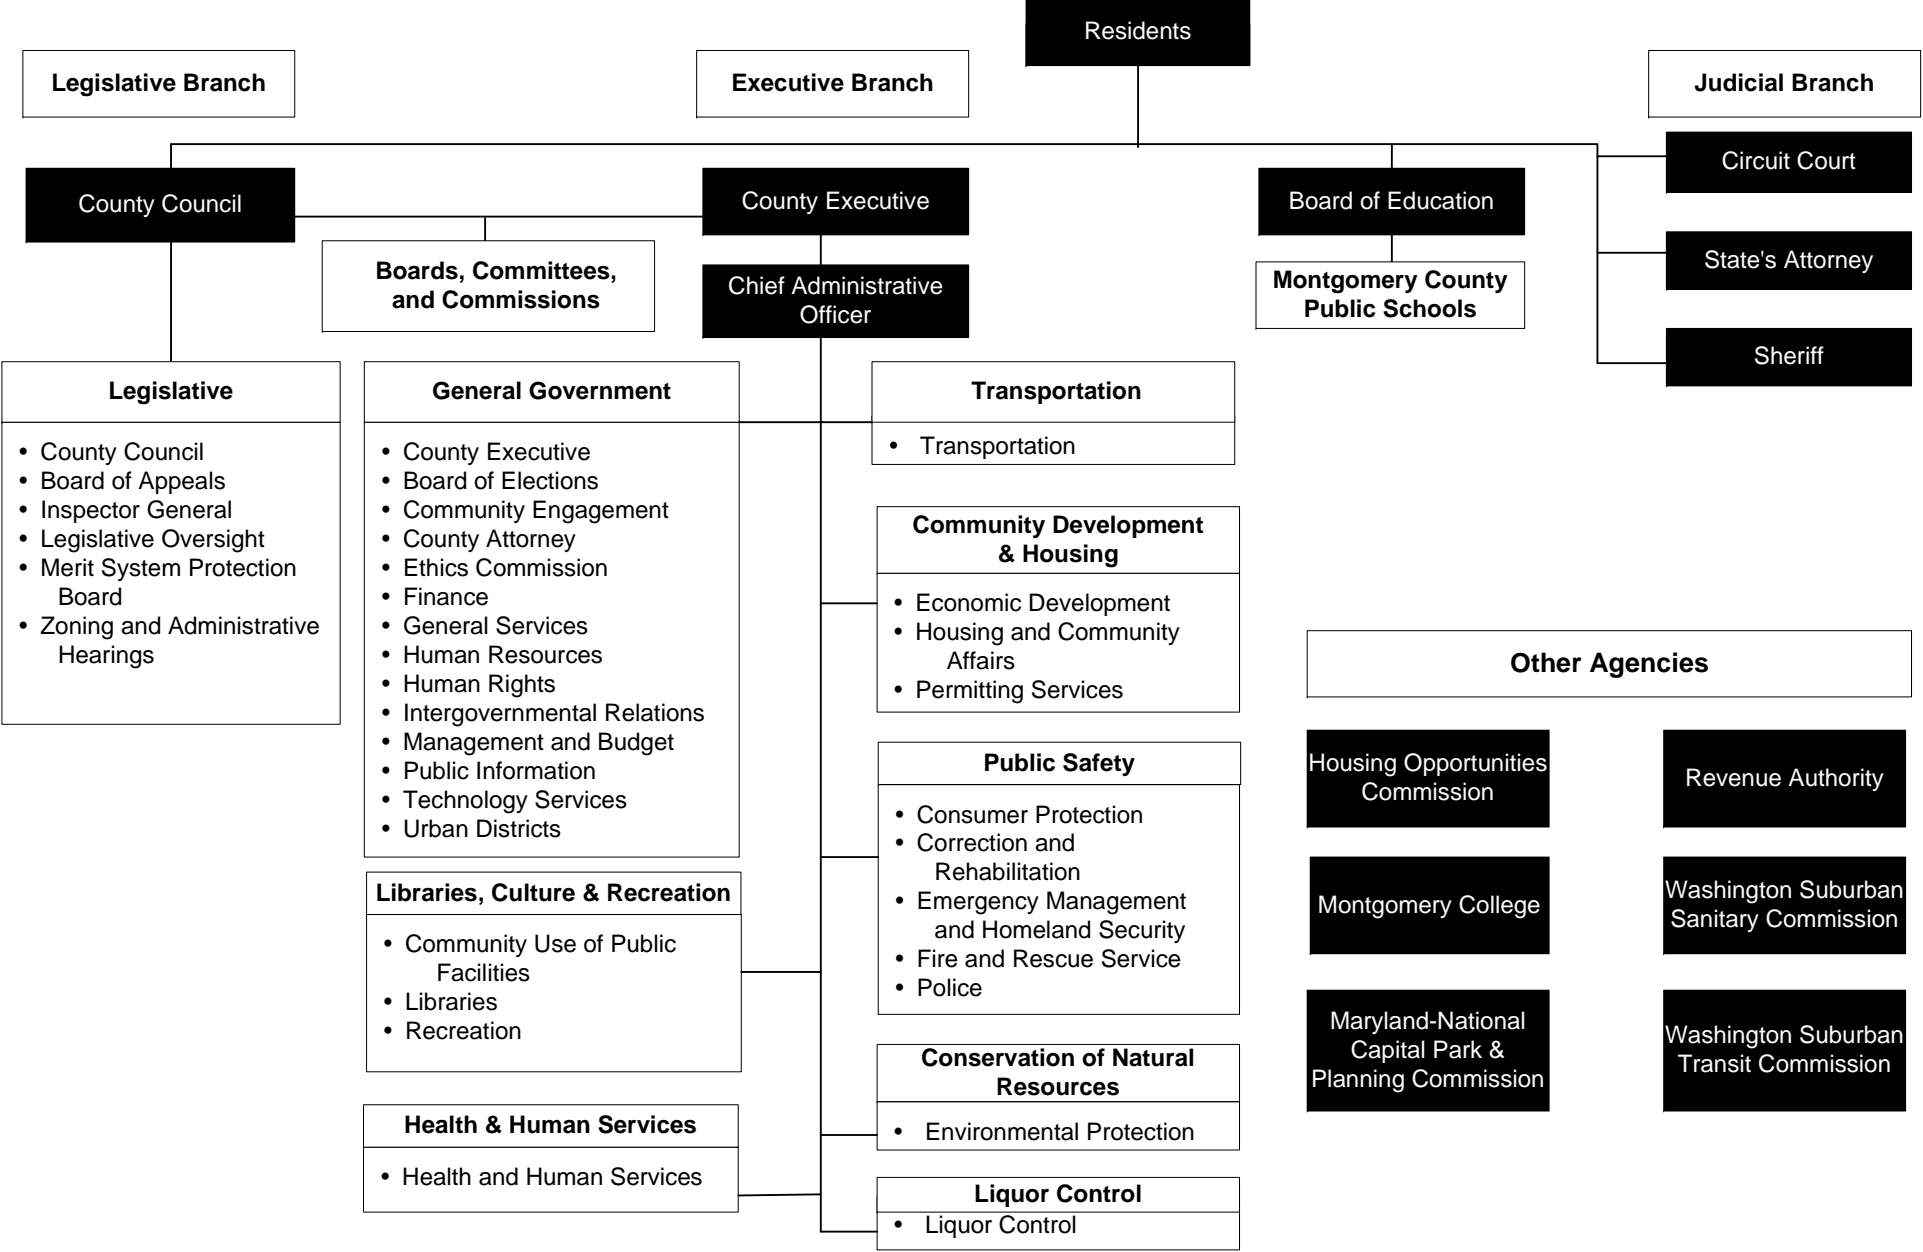 Residents
Legislative Branch
Executive Branch
Judicial Branch
County Council
County Executive
Board of Education
Circuit Court
State's Attorney
Sheriff
Boards, Committees,
and Commissions
Chief Administrative
Officer
Montgomery County
Public Schools
Legislative
• County Council
• Board of Appeals
• Inspector General
• Legislative Oversight
• Merit System Protection
Board
• Zoning and Administrative
Hearings
General Government
• County Executive
• Board of Elections
• Community Engagement
• County Attorney
• Ethics Commission
• Finance
• General Services
• Human Resources
• Human Rights
• Intergovernmental Relations
• Management and Budget
• Public Information
• Technology Services
• Urban Districts
Libraries, Culture & Recreation
• Community Use of Public
Facilities
• Libraries
• Recreation
Health & Human Services
• Health and Human Services
Transportation
• Transportation
Community Development
& Housing
• Economic Development
• Housing and Community
Affairs
• Permitting Services
Public Safety
• Consumer Protection
• Correction and
Rehabilitation
• Emergency Management
and Homeland Security
• Fire and Rescue Service
• Police
Conservation of Natural
Resources
• Environmental Protection
Liquor Control
• Liquor Control
Other Agencies
Housing Opportunities
Commission
Revenue Authority
Montgomery College
Washington Suburban
Sanitary Commission
Maryland-National
Capital Park &
Planning Commission
Washington Suburban
Transit Commission